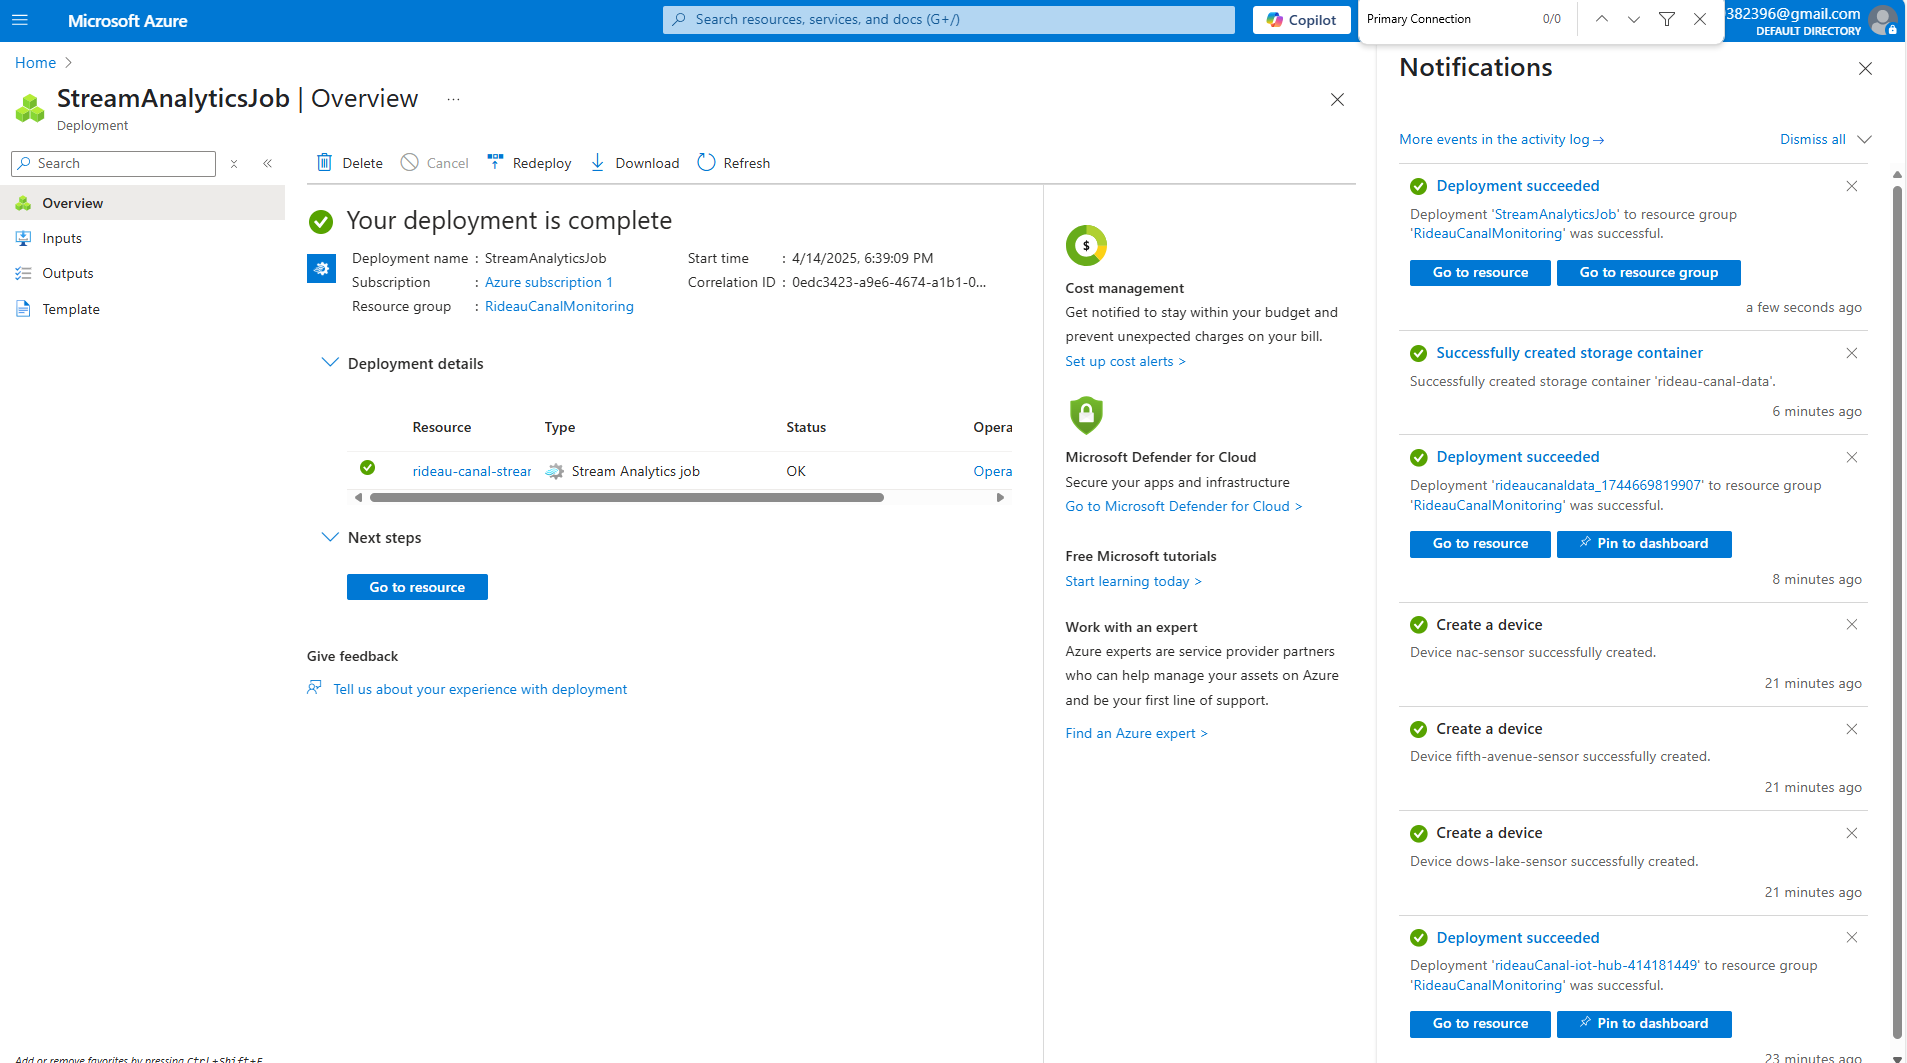 Microsoft Azure
Search resources, services, and docs (G+/)
Copilot
Primary Connection
0/0
382396@gmail.com
DEFAULT DIRECTORY
Home
StreamAnalyticsJob | Overview
...
Deployment
Search
Overview
Inputs
Outputs
Template
Delete
Cancel
Redeploy
Download
Refresh
Your deployment is complete
Deployment name : StreamAnalyticsJob
Subscription : Azure subscription 1
Resource group : RideauCanalMonitoring
Start time : 4/14/2025, 6:39:09 PM
Correlation ID : 0edc3423-a9e6-4674-a1b1-0...
Deployment details
Resource Type Status Opera
rideau-canal-strear Stream Analytics job OK Opera
Next steps
Go to resource
Give feedback
Tell us about your experience with deployment
$
Cost management
Get notified to stay within your budget and
prevent unexpected charges on your bill.
Set up cost alerts >
Microsoft Defender for Cloud
Secure your apps and infrastructure
Go to Microsoft Defender for Cloud >
Free Microsoft tutorials
Start learning today >
Work with an expert
Azure experts are service provider partners
who can help manage your assets on Azure
and be your first line of support.
Find an Azure expert >
Notifications
More events in the activity log →
Dismiss all
Deployment succeeded
Deployment 'StreamAnalyticsJob' to resource group
'RideauCanalMonitoring' was successful.
Go to resource
Go to resource group
a few seconds ago
Successfully created storage container
Successfully created storage container 'rideau-canal-data'.
6 minutes ago
Deployment succeeded
Deployment 'rideaucanaldata_1744669819907' to resource group
'RideauCanalMonitoring' was successful.
Go to resource
Pin to dashboard
8 minutes ago
Create a device
Device nac-sensor successfully created.
21 minutes ago
Create a device
Device fifth-avenue-sensor successfully created.
21 minutes ago
Create a device
Device dows-lake-sensor successfully created.
21 minutes ago
Deployment succeeded
Deployment 'rideauCanal-iot-hub-414181449' to resource group
'RideauCanalMonitoring' was successful.
Go to resource
Pin to dashboard
23 minutes ago
Add or remove favorites by pressing Ctrl+Shift+F